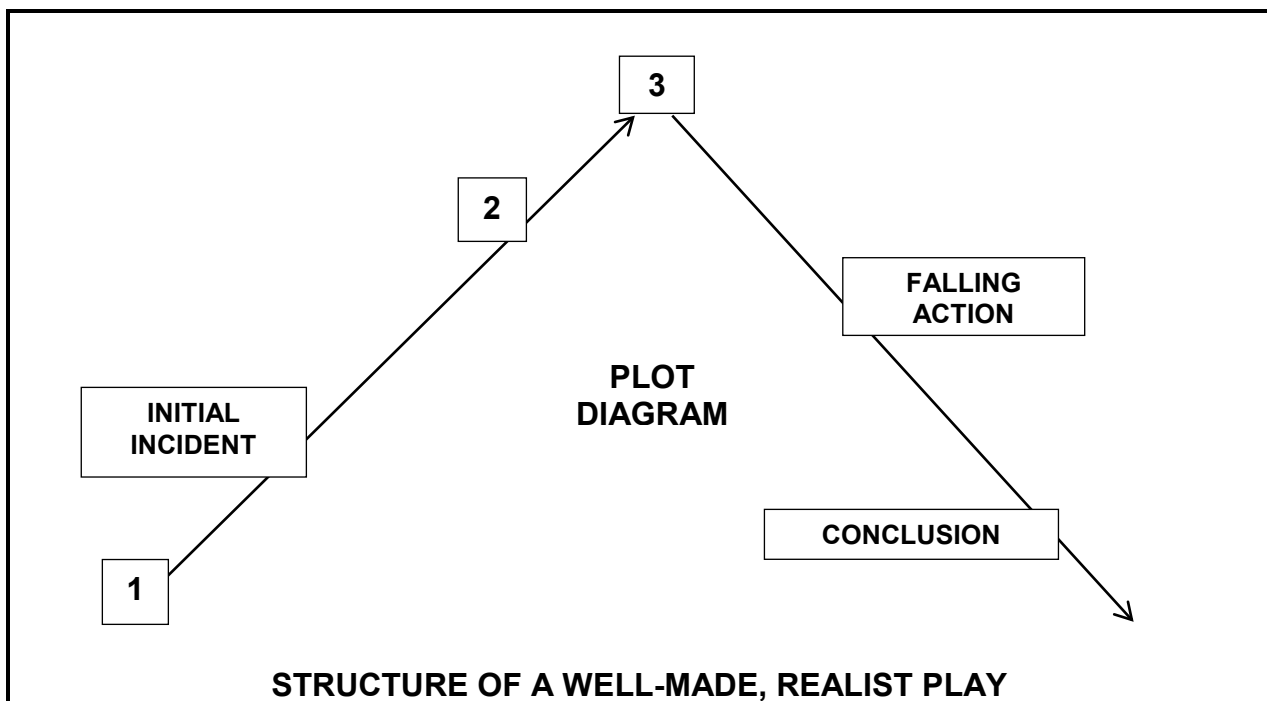 3
2
FALLING
ACTION
PLOT
DIAGRAM
INITIAL
INCIDENT
CONCLUSION
1
STRUCTURE OF A WELL-MADE, REALIST PLAY